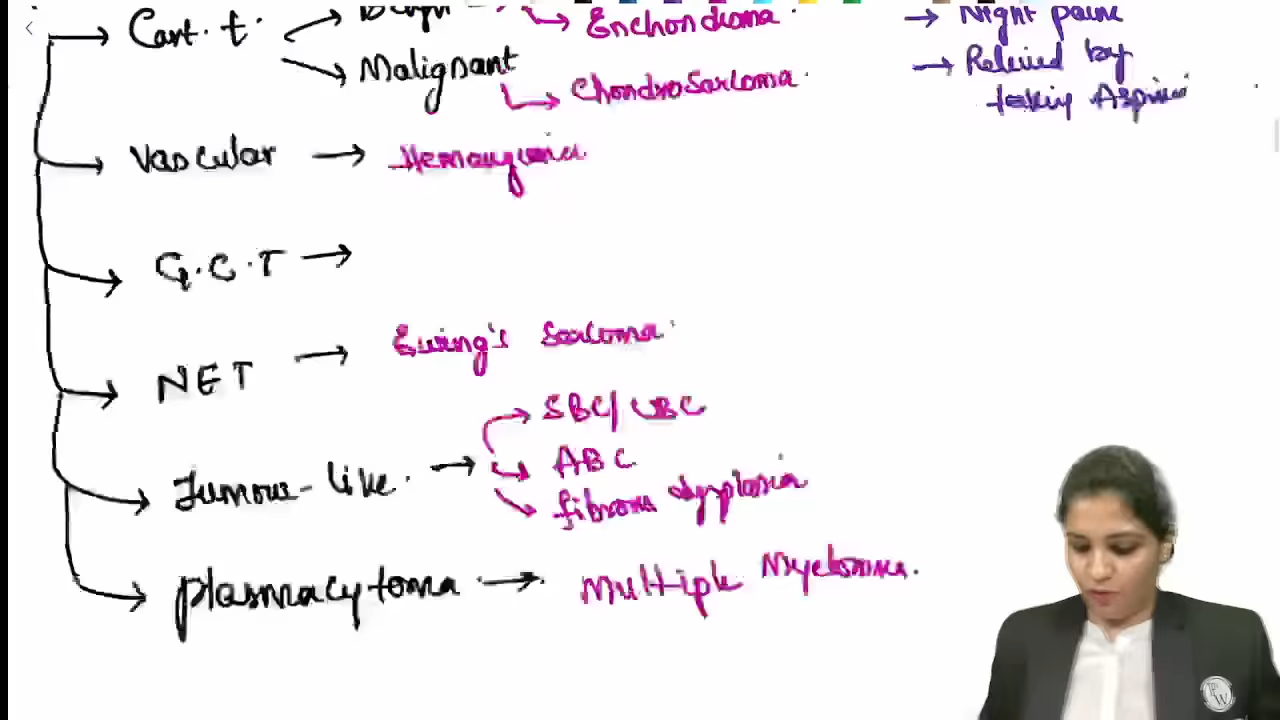 Cart. t.
Enchondroma
Malignant
Chondrosarcoma
→ Night pain
→ Relieved by
taking Aspirin
Vascular → Hemangioma
G.C.T →
NET → Ewing's Sarcoma
Tumour-like. → SBC/UBC
ABC
fibrous dysplasia
plasmacytoma → Multiple Myeloma.
PW